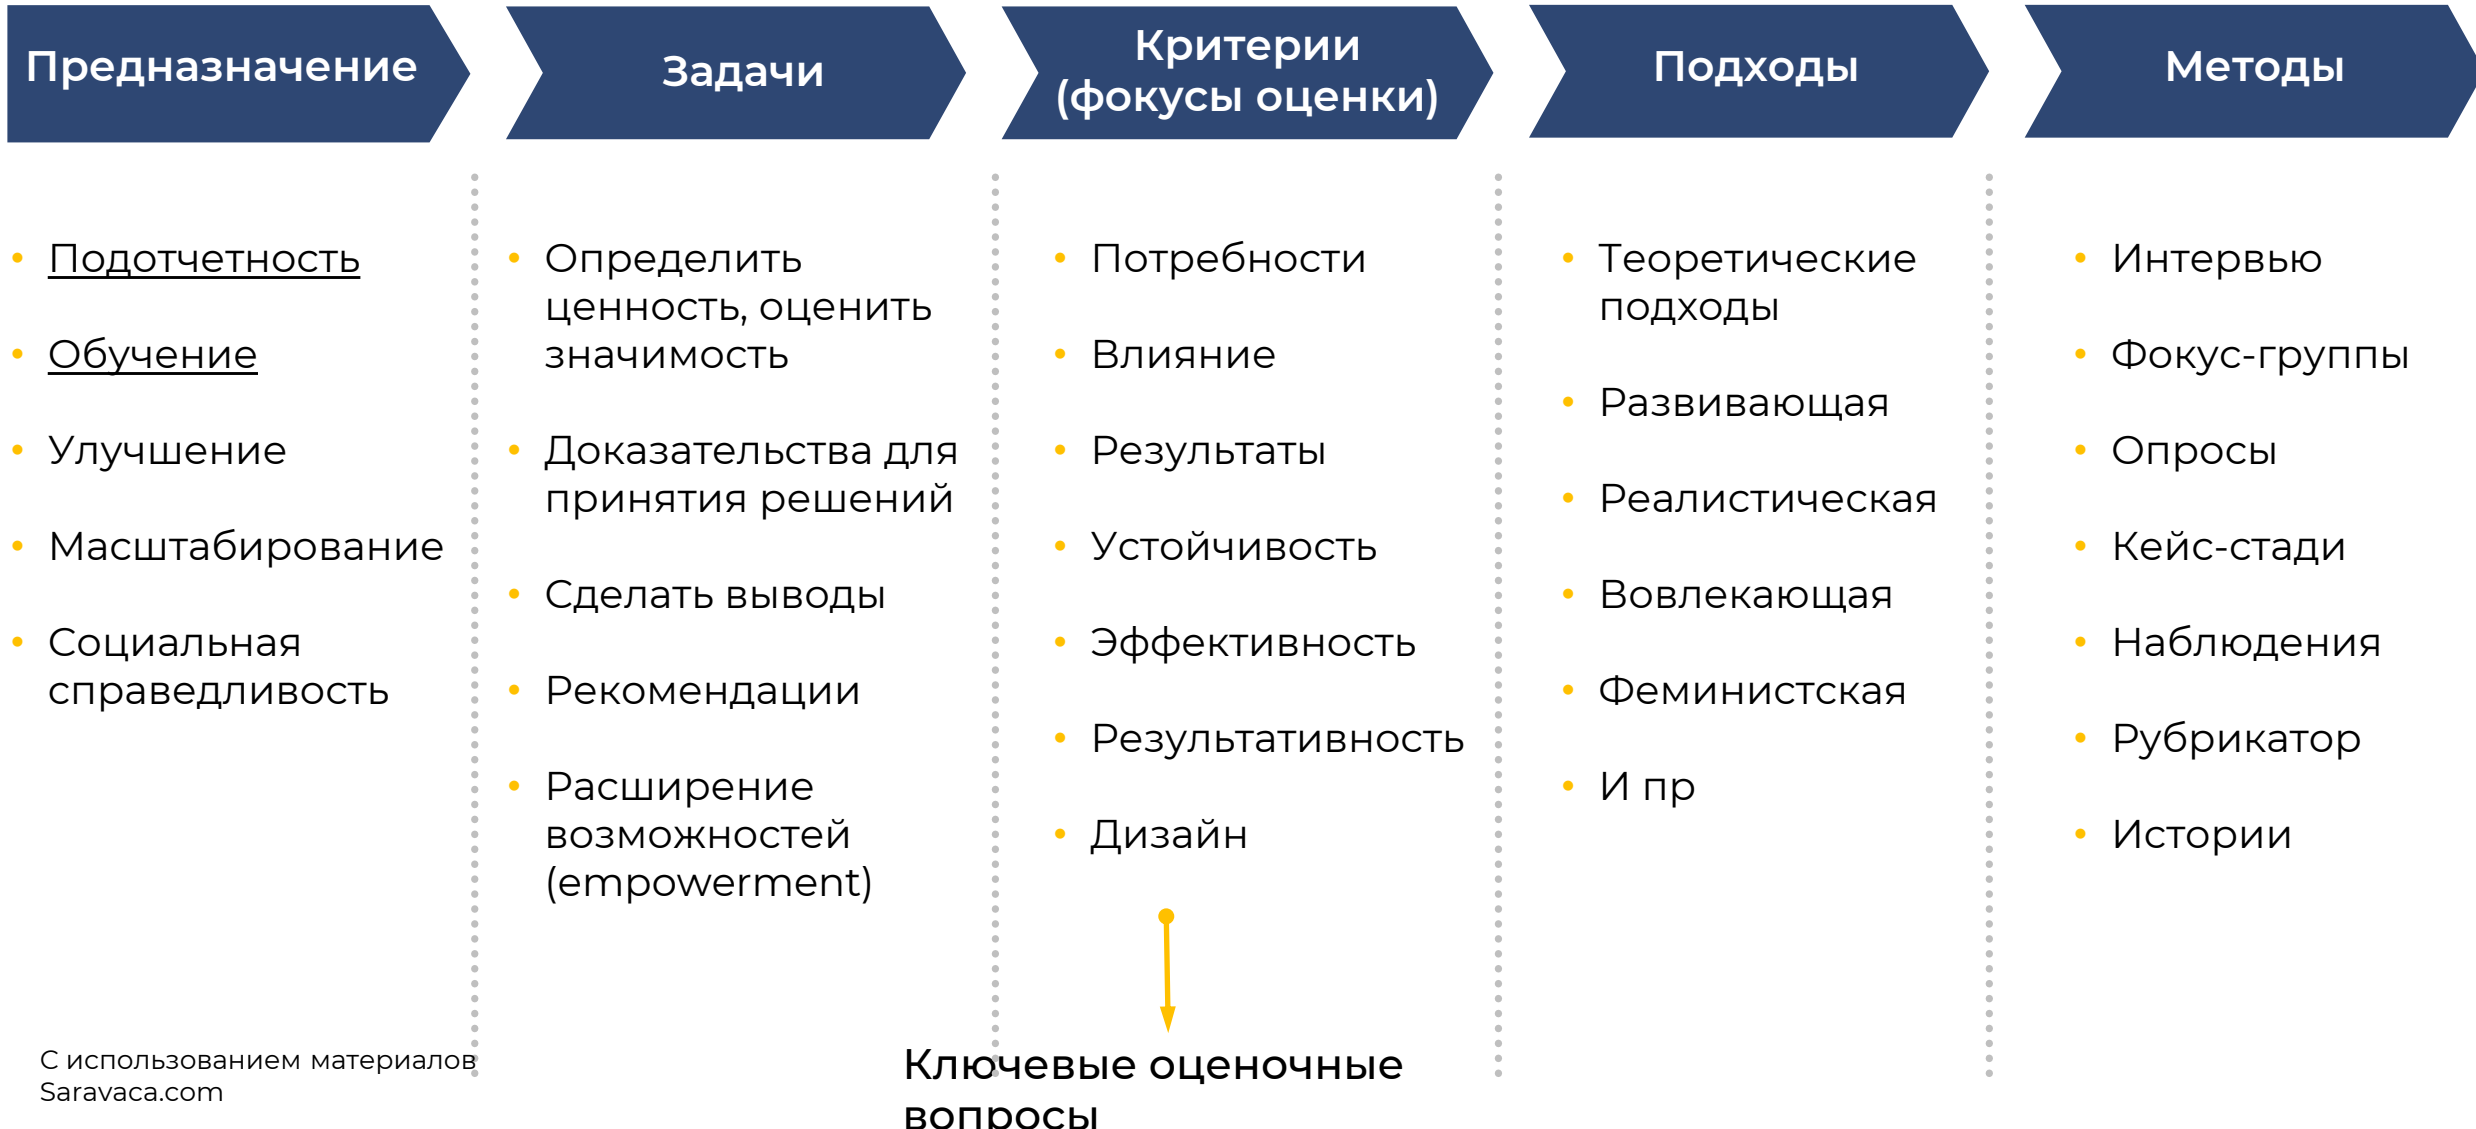 Предназначение
Задачи
Критерии
(фокусы оценки)
Подходы
Методы
Подотчетность
Обучение
Улучшение
Масштабирование
Социальная
справедливость
Определить
ценность, оценить
значимость
Доказательства для
принятия решений
Сделать выводы
Рекомендации
Расширение
возможностей
(empowerment)
Потребности
Влияние
Результаты
Устойчивость
Эффективность
Результативность
Дизайн
Ключевые оценочные
вопросы
Теоретические
подходы
Развивающая
Реалистическая
Вовлекающая
Феминистская
И пр
Интервью
Фокус-группы
Опросы
Кейс-стади
Наблюдения
Рубрикатор
Истории
С использованием материалов
Saravaca.com